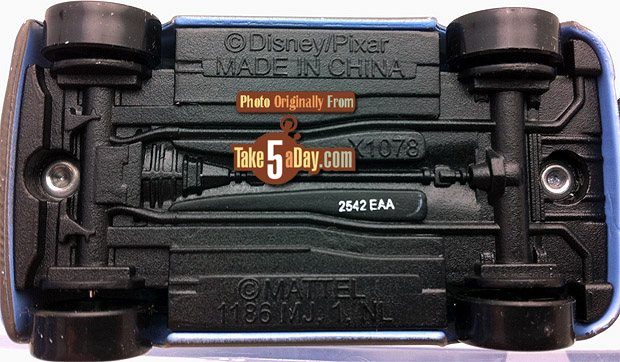 ©Disney/Pixar
MADE IN CHINA
Photo Originally From
Take5aDay.com
X1078
2542 EAA
©MATTEL
1186 MJ. 1. NL